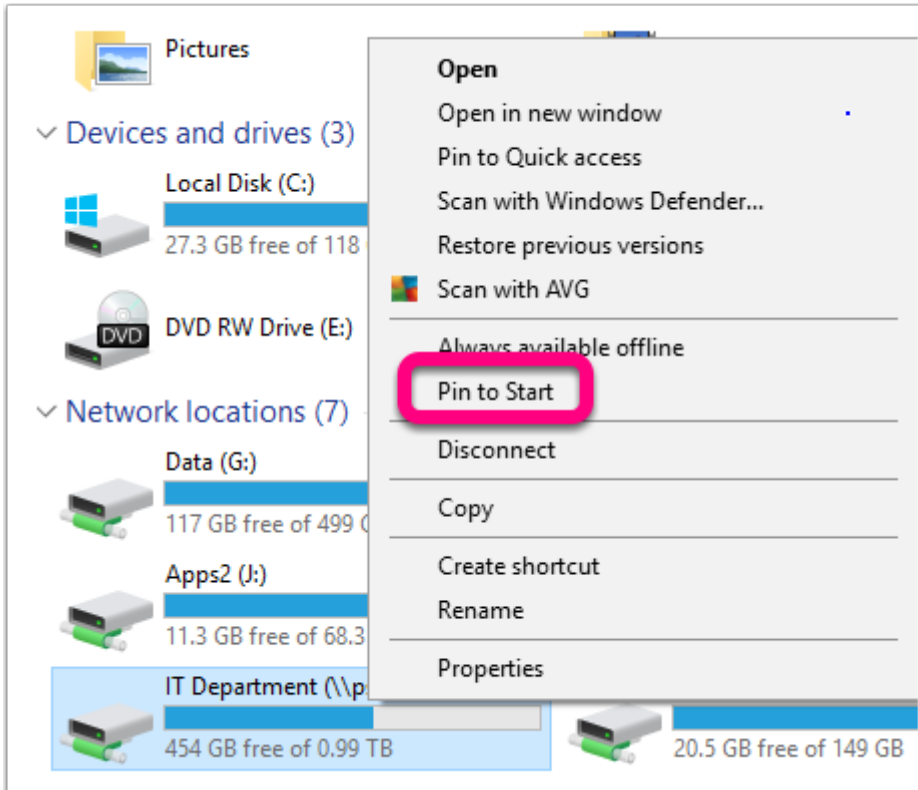 Pictures
Devices and drives (3)
Local Disk (C:)
27.3 GB free of 118
DVD
DVD RW Drive (E:)
Network locations (7)
Data (G:)
117 GB free of 499
Apps2 (J:)
11.3 GB free of 68.3
IT Department (\\p
454 GB free of 0.99 TB
20.5 GB free of 149 GB
Open
Open in new window
Pin to Quick access
Scan with Windows Defender...
Restore previous versions
Scan with AVG
Always available offline
Pin to Start
Disconnect
Copy
Create shortcut
Rename
Properties